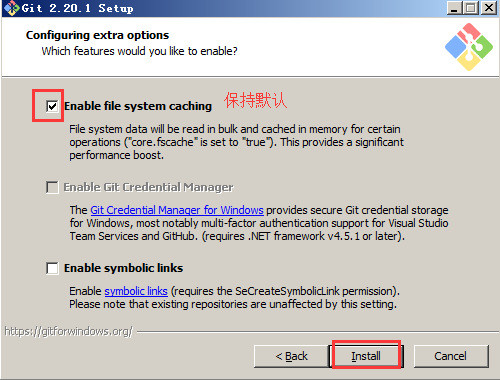 Git 2.20.1 Setup
Configuring extra options
Which features would you like to enable?
Enable file system caching 保持默认
File system data will be read in bulk and cached in memory for certain
operations ("core.fscache" is set to "true"). This provides a significant
performance boost.
Enable Git Credential Manager
The Git Credential Manager for Windows provides secure Git credential storage
for Windows, most notably multi-factor authentication support for Visual Studio
Team Services and GitHub. (requires .NET framework v4.5.1 or later).
Enable symbolic links
Enable symbolic links (requires the SeCreateSymbolicLink permission).
Please note that existing repositories are unaffected by this setting.
https://gitforwindows.org/
< Back Install Cancel